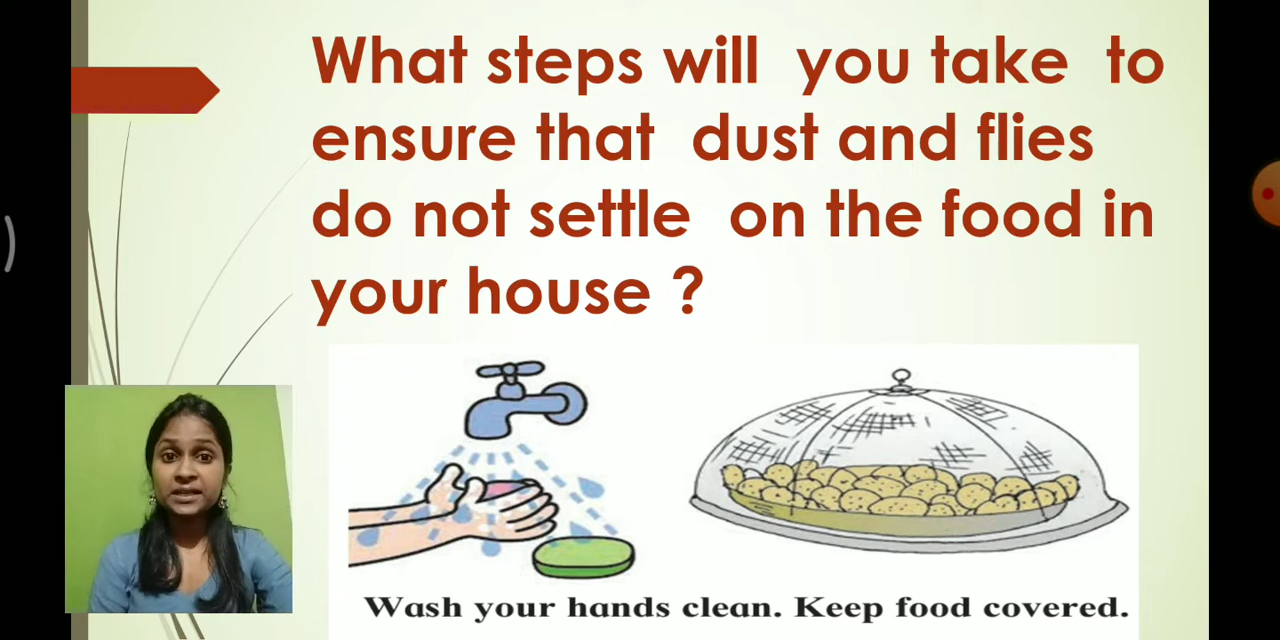 What steps will you take to
ensure that dust and flies
do not settle on the food in
your house ?
Wash your hands clean. Keep food covered.